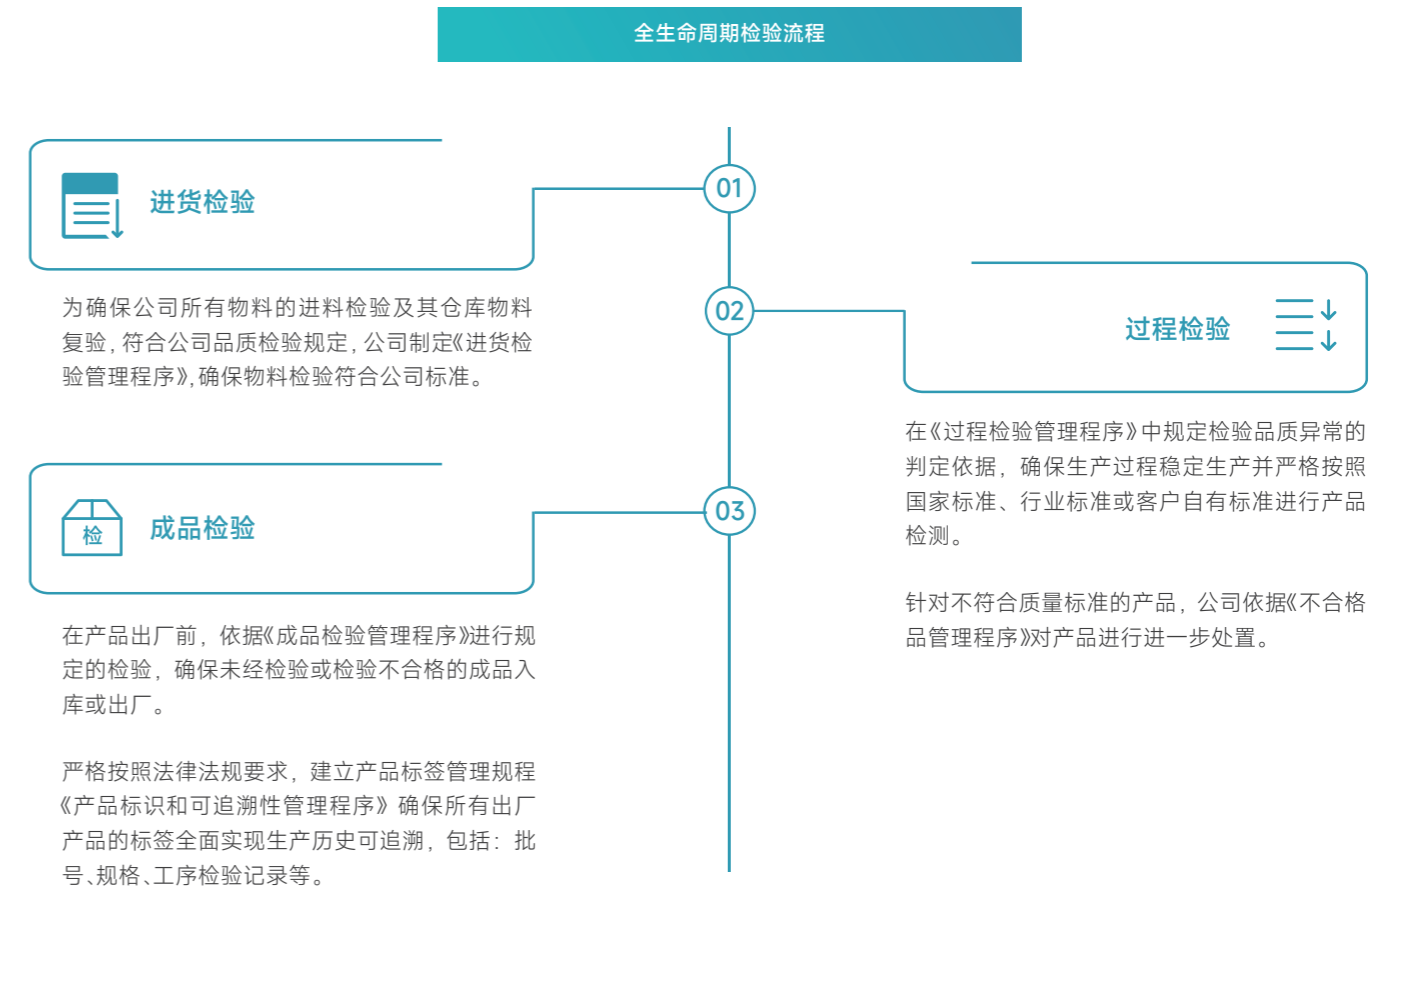 全生命周期检验流程
01
进货检验
为确保公司所有物料的进料检验及其仓库物料
复验，符合公司品质检验规定，公司制定《进货检
验管理程序》，确保物料检验符合公司标准。
02
过程检验
在《过程检验管理程序》中规定检验品质异常的
判定依据，确保生产过程稳定生产并严格按照
国家标准、行业标准或客户自有标准进行产品
检测。
针对不符合质量标准的产品，公司依据《不合格
品管理程序》对产品进行进一步处置。
03
检
成品检验
在产品出厂前，依据《成品检验管理程序》进行规
定的检验，确保未经检验或检验不合格的成品入
库或出厂。
严格按照法律法规要求，建立产品标签管理规程
《产品标识和可追溯性管理程序》确保所有出厂
产品的标签全面实现生产历史可追溯，包括：批
号、规格、工序检验记录等。